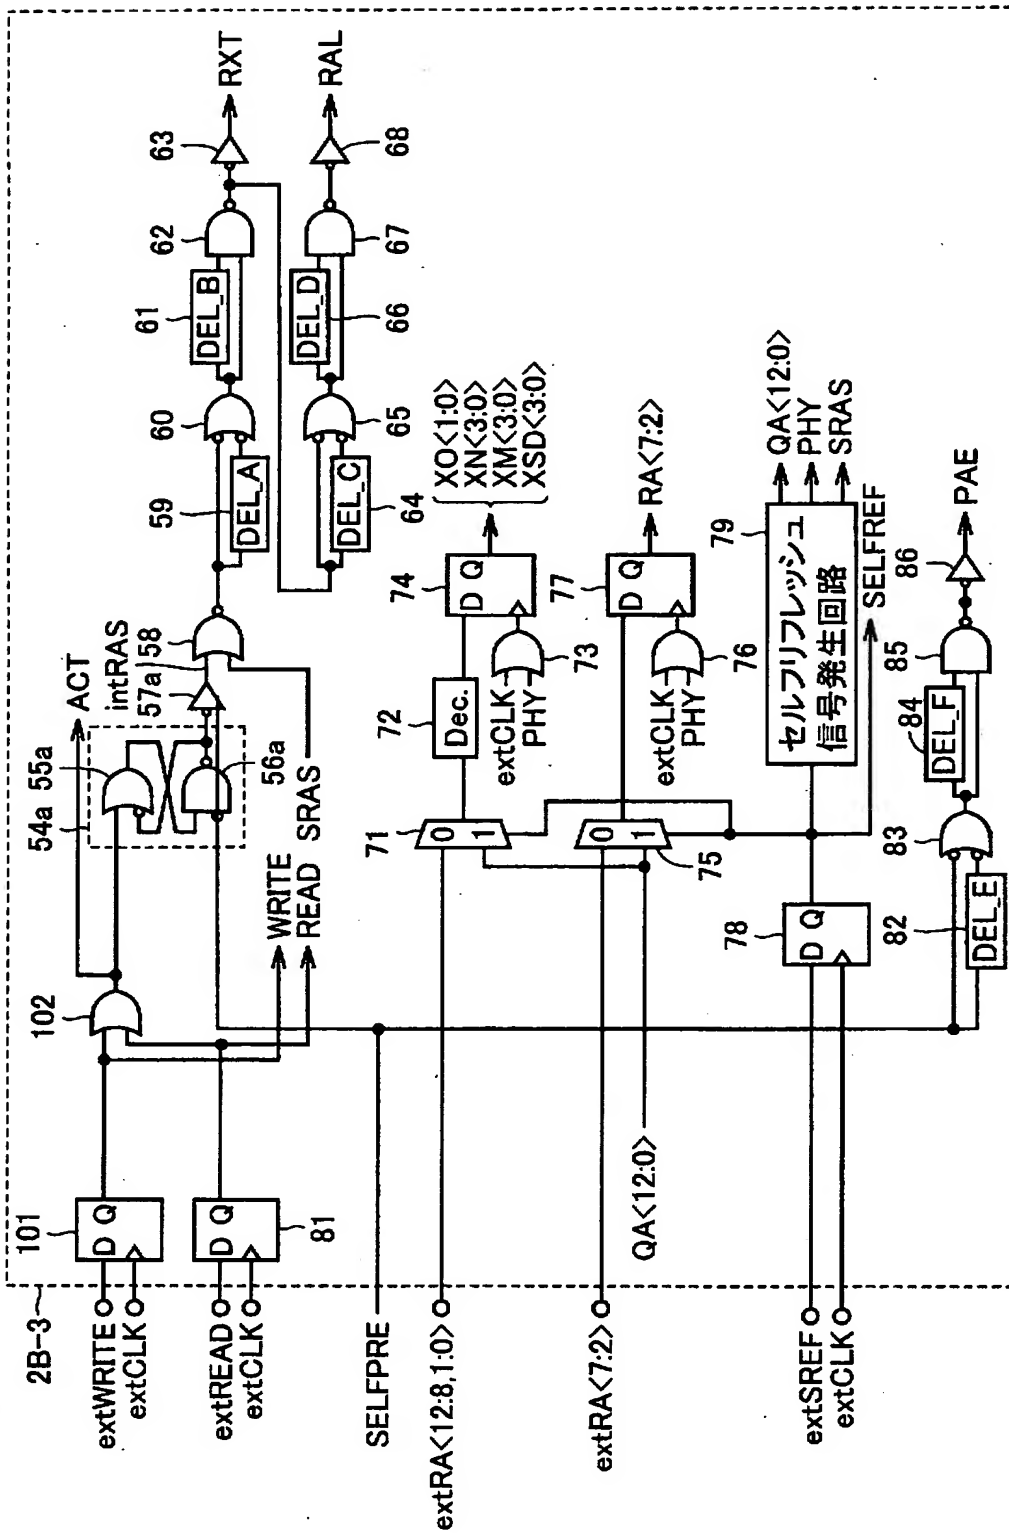 2B-3
extWRITE
extCLK
101
D Q
extREAD
extCLK
81
D Q
102
ACT
WRITE
READ
54a
55a
56a
intRAS
57a
58
SRAS
59
DEL_A
60
61
DEL_B
62
63
RXT
64
DEL_C
65
66
DEL_D
67
68
RAL
SELFPRE
extRA<12:8,1:0>
71
0
1
72
Dec.
extCLK
PHY
73
74
D Q
XO<1:0>
XN<3:0>
XM<3:0>
XSD<3:0>
extRA<7:2>
QA<12:0>
75
0
1
extCLK
PHY
76
77
D Q
RA<7:2>
extSREF
extCLK
78
D Q
79
セルフリフレッシュ
信号発生回路
QA<12:0>
PHY
SRAS
SELFREF
82
DEL_E
83
84
DEL_F
85
86
PAE